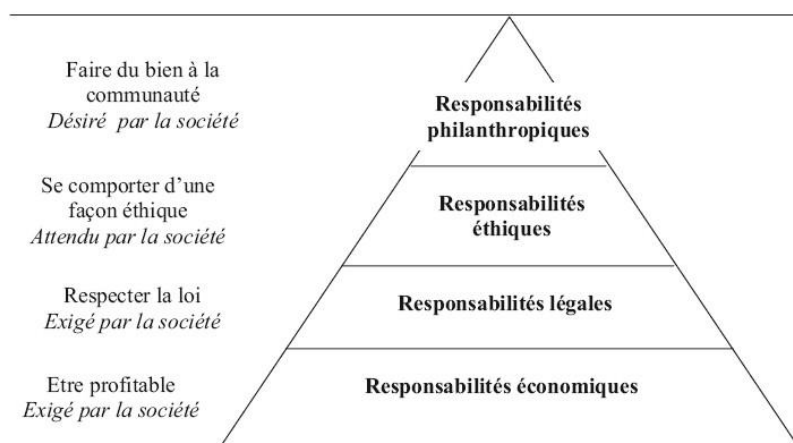 Faire du bien à la
communauté
Désiré par la société
Responsabilités
philanthropiques
Se comporter d'une
façon éthique
Attendu par la société
Responsabilités
éthiques
Respecter la loi
Exigé par la société
Responsabilités légales
Etre profitable
Exigé par la société
Responsabilités économiques